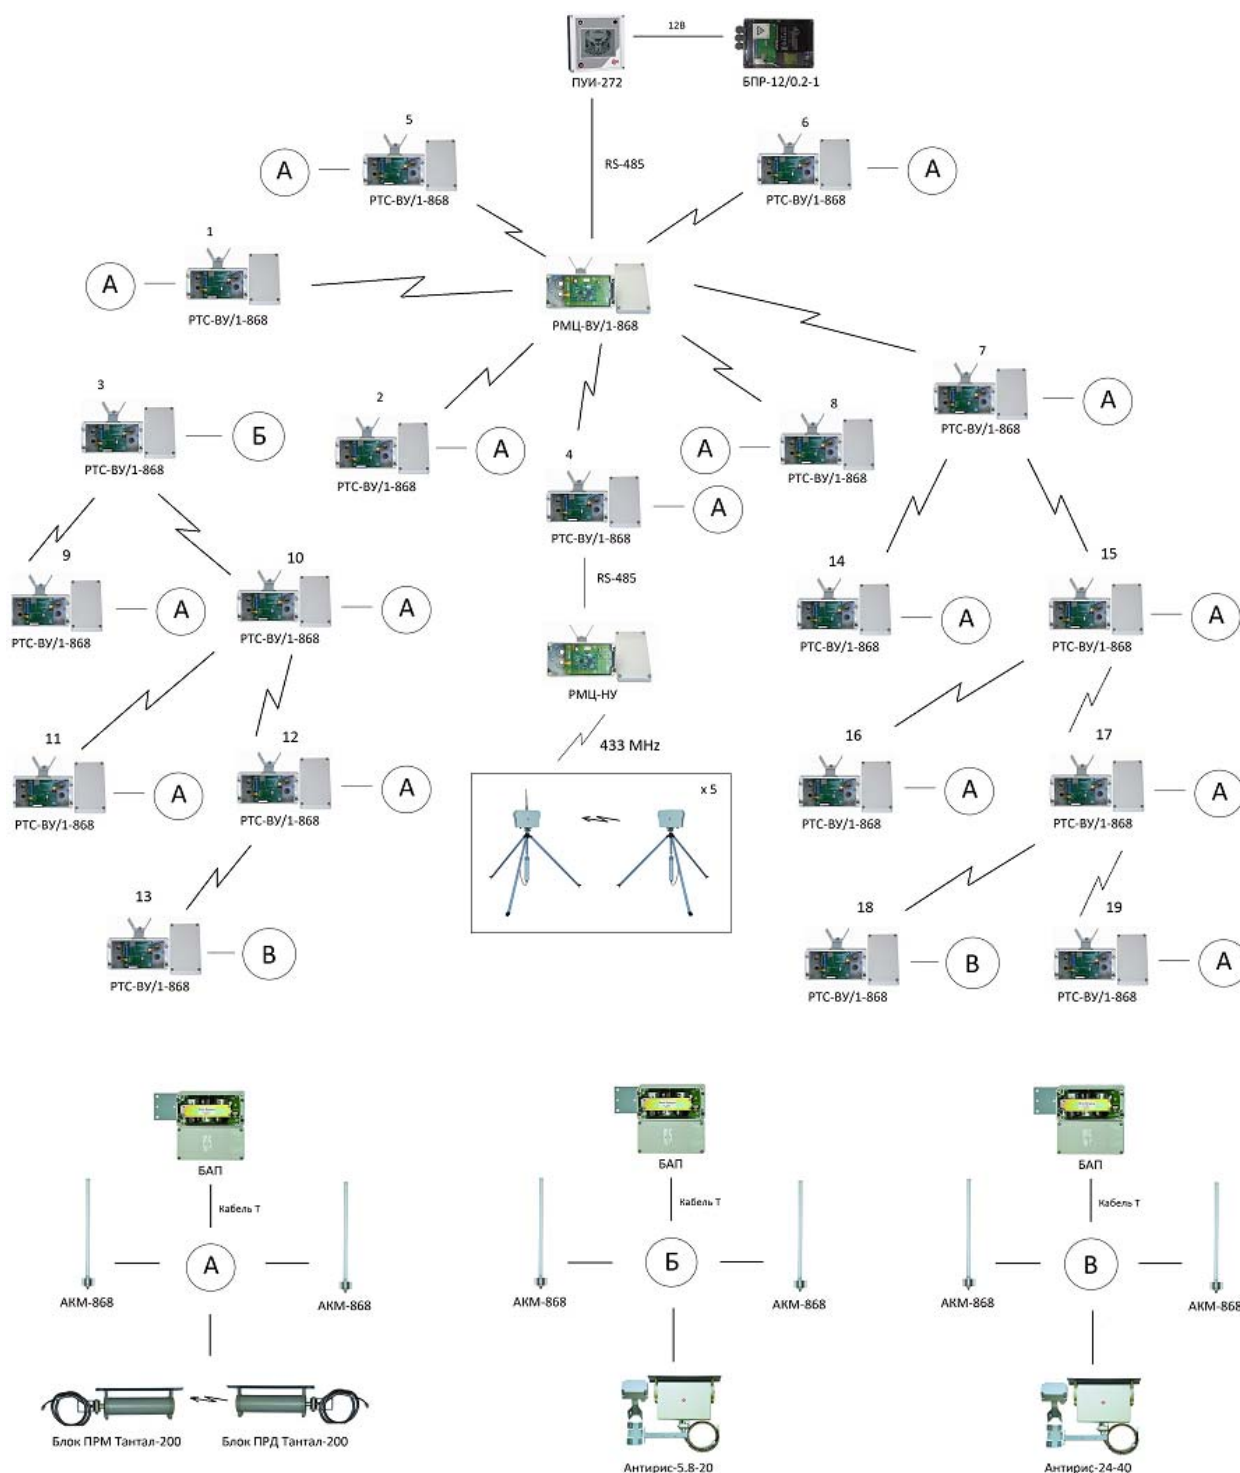 12В
ПУИ-272
БПР-12/0.2-1
5
6
А
РТС-ВУ/1-868
RS-485
РТС-ВУ/1-868
А
1
А
РТС-ВУ/1-868
РМЦ-ВУ/1-868
7
А
РТС-ВУ/1-868
3
Б
РТС-ВУ/1-868
2
А
РТС-ВУ/1-868
8
А
РТС-ВУ/1-868
4
А
РТС-ВУ/1-868
RS-485
9
А
РТС-ВУ/1-868
10
А
РТС-ВУ/1-868
14
А
РТС-ВУ/1-868
15
А
РТС-ВУ/1-868
РМЦ-НУ
433 MHz
11
А
РТС-ВУ/1-868
12
А
РТС-ВУ/1-868
16
А
РТС-ВУ/1-868
17
А
РТС-ВУ/1-868
х 5
13
В
РТС-ВУ/1-868
18
В
РТС-ВУ/1-868
19
А
РТС-ВУ/1-868
БАП
Кабель Т
А
АКМ-868
АКМ-868
Блок ПРМ Тантал-200
Блок ПРД Тантал-200
БАП
Кабель Т
Б
АКМ-868
АКМ-868
Антирис-5.8-20
БАП
Кабель Т
В
АКМ-868
АКМ-868
Антирис-24-40